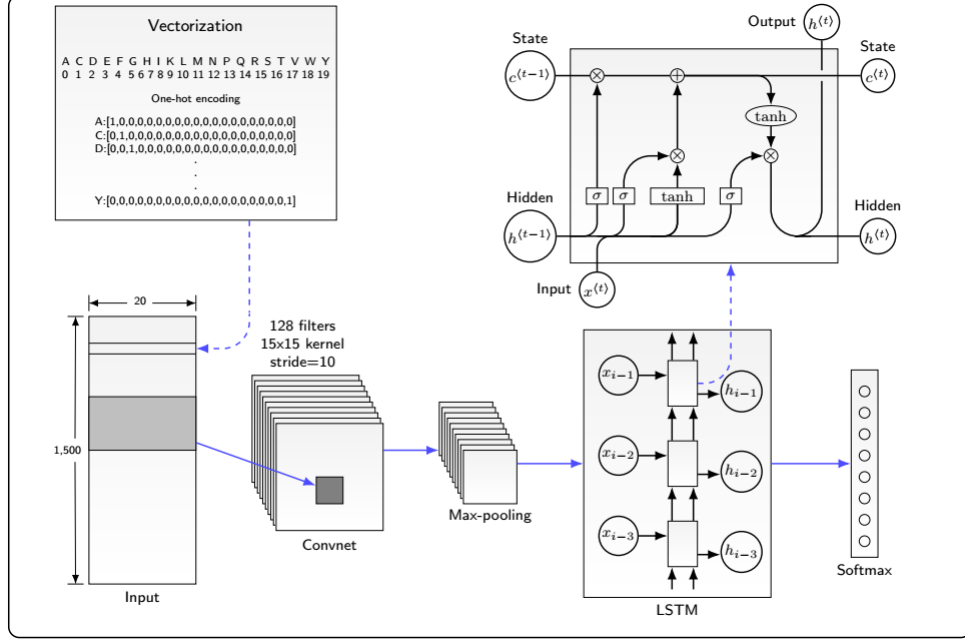 Vectorization
A C D E F G H I K L M N P Q R S T V W Y
0 1 2 3 4 5 6 7 8 9 10 11 12 13 14 15 16 17 18 19
One-hot encoding
A:[1,0,0,0,0,0,0,0,0,0,0,0,0,0,0,0,0,0,0,0]
C:[0,1,0,0,0,0,0,0,0,0,0,0,0,0,0,0,0,0,0,0]
D:[0,0,1,0,0,0,0,0,0,0,0,0,0,0,0,0,0,0,0,0]
.
.
.
Y:[0,0,0,0,0,0,0,0,0,0,0,0,0,0,0,0,0,0,0,1]
Output h⟨t⟩
State
c⟨t−1⟩
State
c⟨t⟩
tanh
σ σ tanh σ
Hidden
h⟨t−1⟩
Hidden
h⟨t⟩
Input x⟨t⟩
20
1,500
Input
128 filters
15x15 kernel
stride=10
Convnet
Max-pooling
x_{i−1}
h_{i−1}
x_{i−2}
h_{i−2}
x_{i−3}
h_{i−3}
LSTM
Softmax